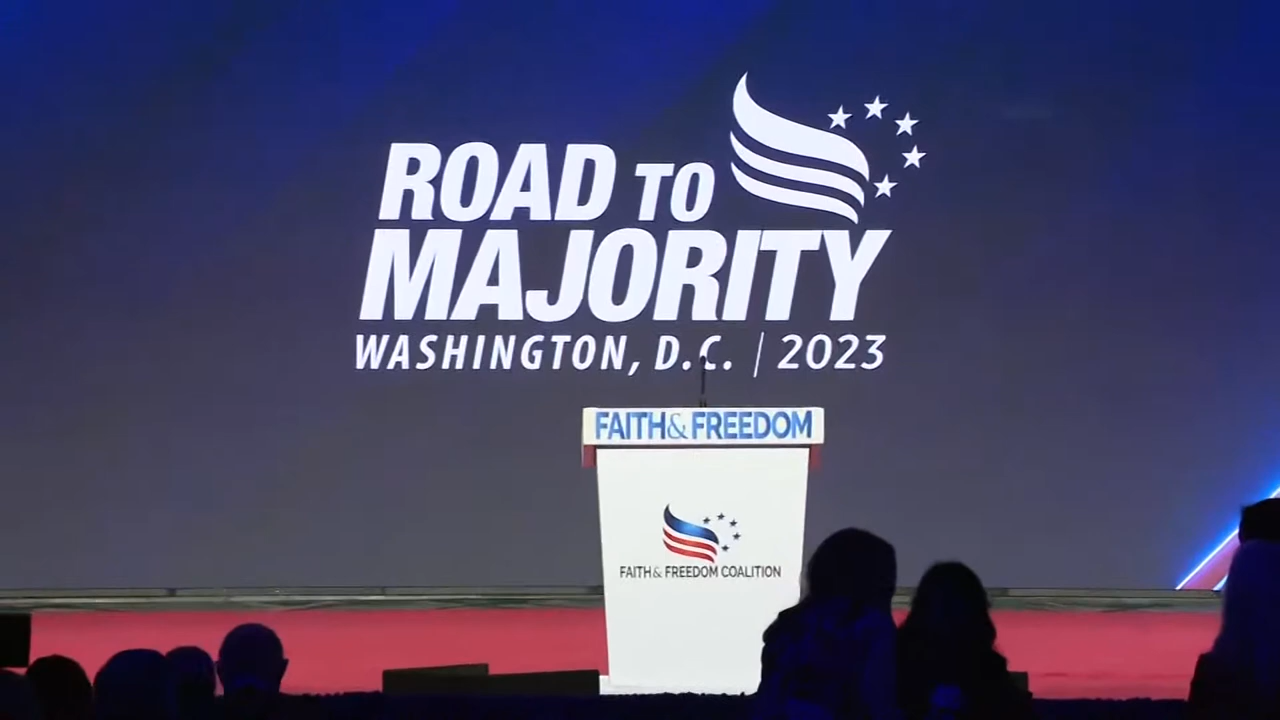 ROAD TO
MAJORITY
WASHINGTON, D.C. | 2023
FAITH & FREEDOM
FAITH & FREEDOM COALITION